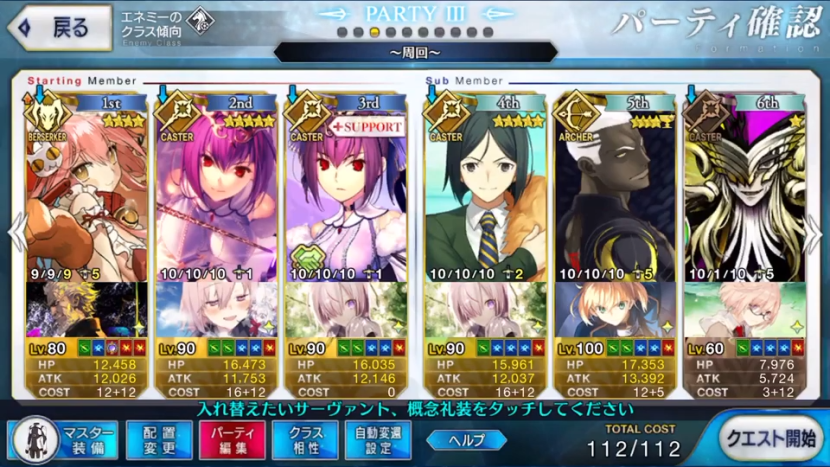 戻る
エネミーの
クラス傾向
Enemy Class
PARTY III
〜周回〜
パーティ確認
Formation
Starting Member
Sub Member
1st
2nd
3rd
4th
5th
6th
BERSERKER
CASTER
CASTER
+SUPPORT
CASTER
ARCHER
CASTER
9/9/9 5
10/10/10 1
10/10/10 1
10/10/10 2
10/10/10 5
10/1/10 5
Lv.80
Lv.90
Lv.90
Lv.90
Lv.100
Lv.60
HP 12,458
HP 16,473
HP 16,035
HP 15,961
HP 17,353
HP 7,976
ATK 12,026
ATK 11,753
ATK 12,146
ATK 12,037
ATK 13,392
ATK 5,724
COST 12+12
COST 16+12
COST 0
COST 16+12
COST 12+5
COST 3+12
入れ替えたいサーヴァント、概念礼装をタッチしてください
マスター
装備
配置
変更
パーティ
編集
クラス
相性
自動変還
設定
ヘルプ
TOTAL COST
112/112
クエスト開始